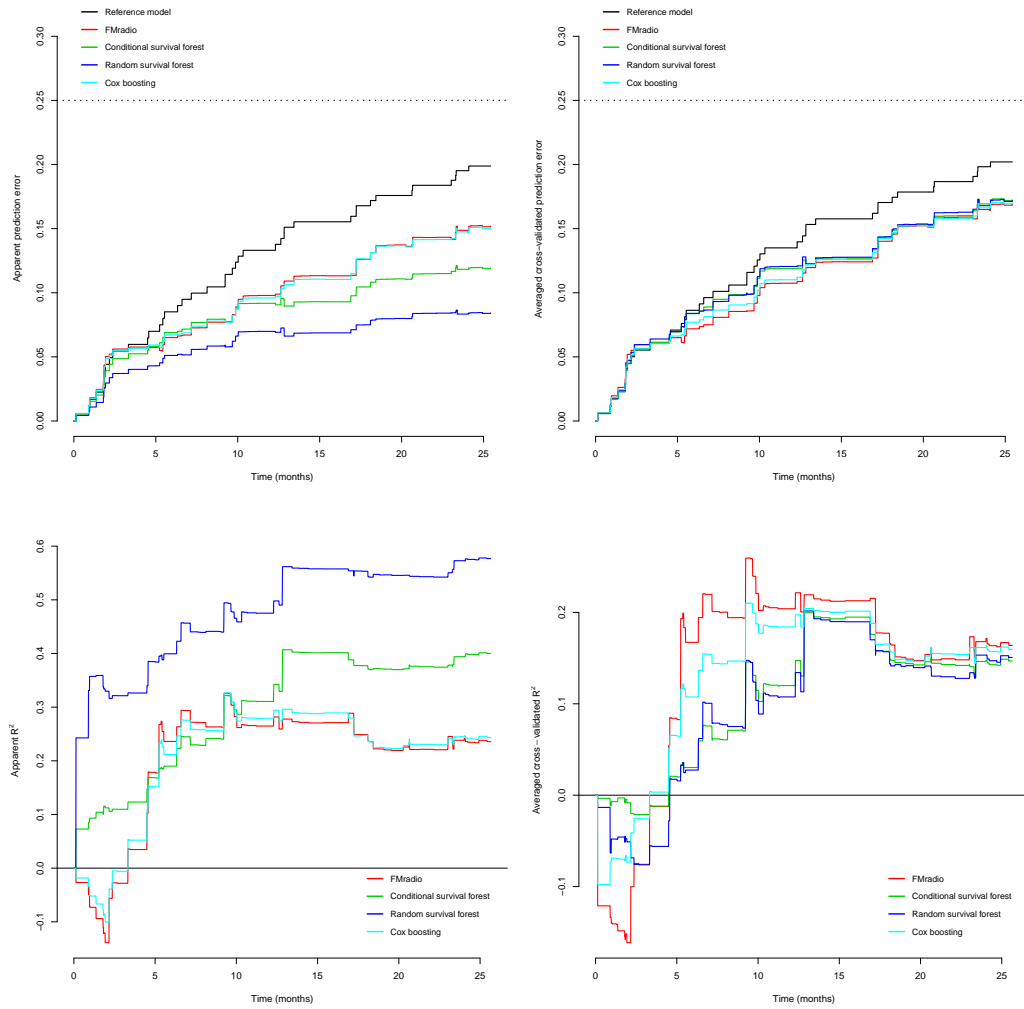 Reference model
FMradio
Conditional survival forest
Random survival forest
Cox boosting
0.00
0.05
0.10
0.15
0.20
0.25
0.30
Apparent prediction error
0
5
10
15
20
25
Time (months)
Reference model
FMradio
Conditional survival forest
Random survival forest
Cox boosting
0.00
0.05
0.10
0.15
0.20
0.25
0.30
Averaged cross−validated prediction error
0
5
10
15
20
25
Time (months)
−0.1
0.0
0.1
0.2
0.3
0.4
0.5
0.6
Apparent R²
FMradio
Conditional survival forest
Random survival forest
Cox boosting
0
5
10
15
20
25
Time (months)
−0.1
0.0
0.1
0.2
Averaged cross − validated R²
FMradio
Conditional survival forest
Random survival forest
Cox boosting
0
5
10
15
20
25
Time (months)